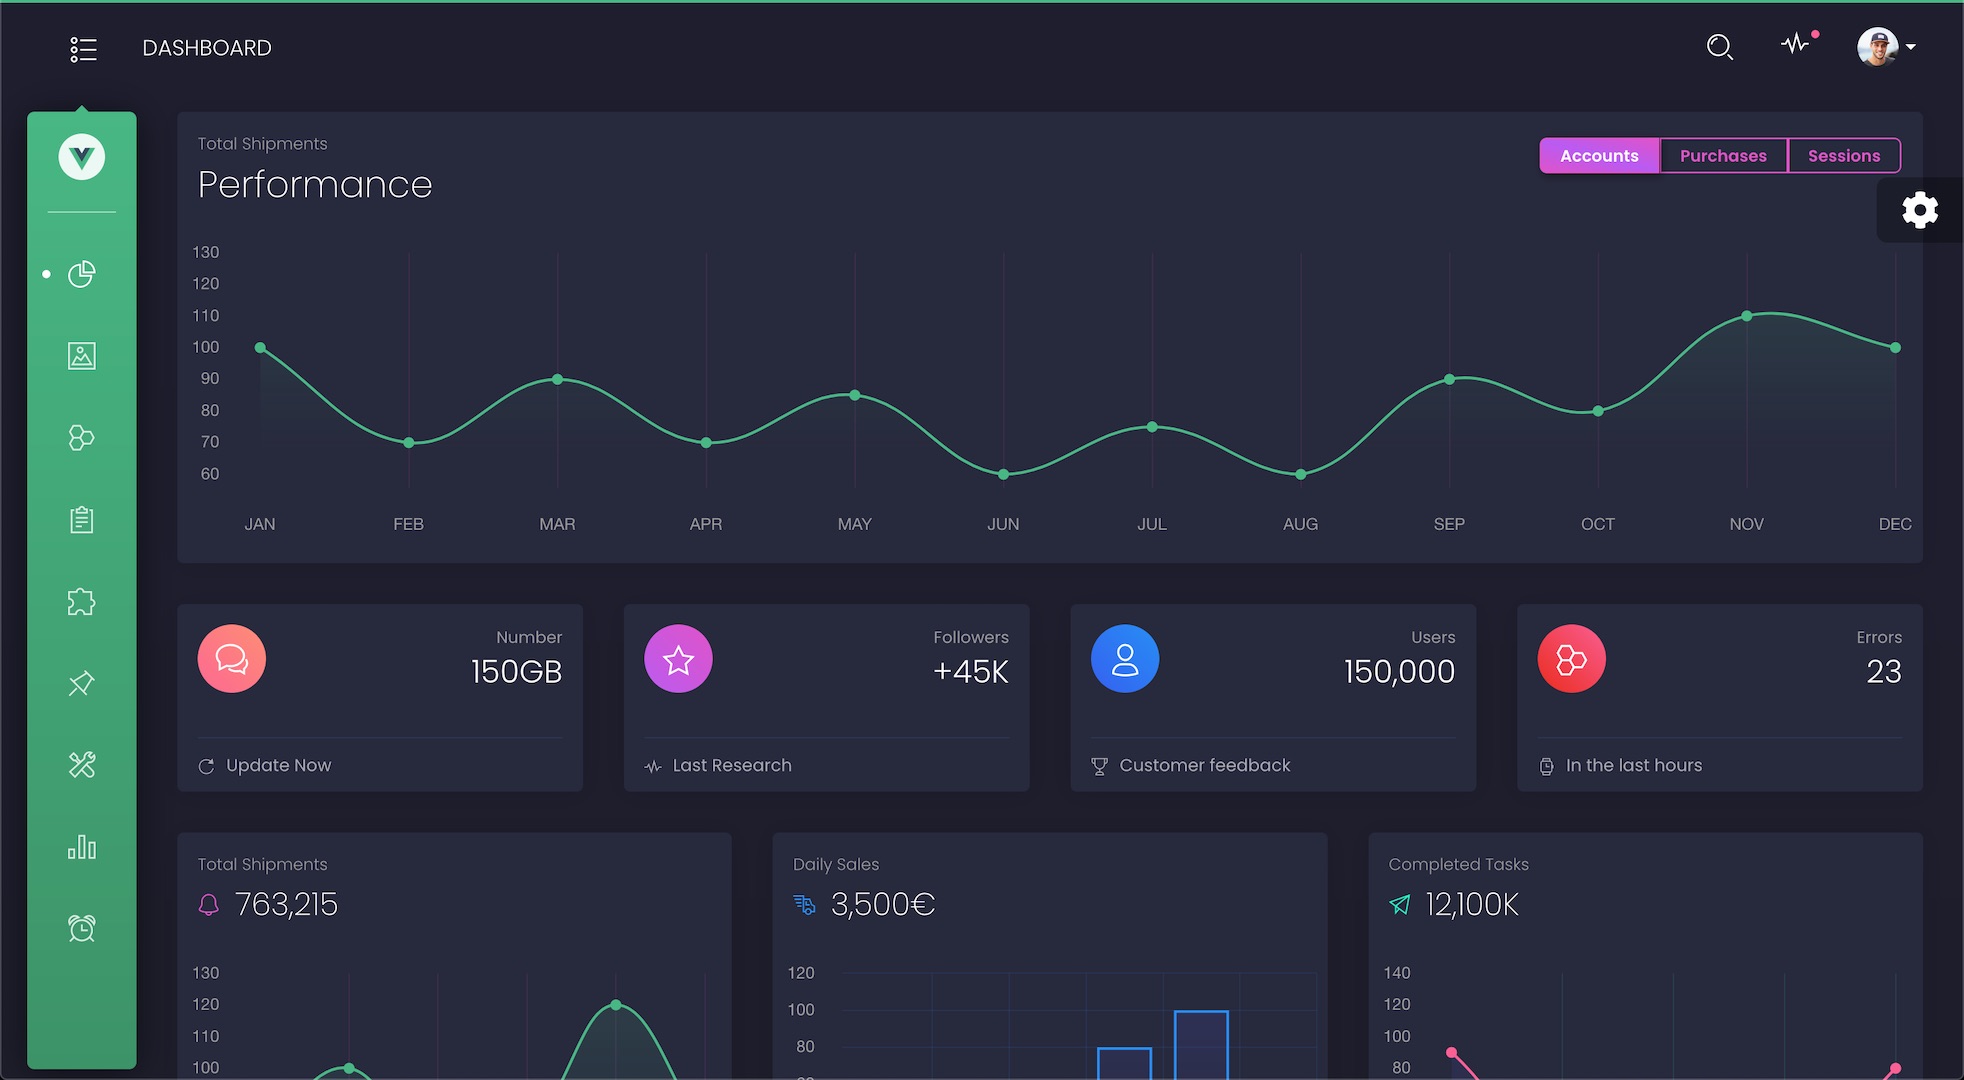 DASHBOARD
Total Shipments
Performance
Accounts Purchases Sessions
130
120
110
100
90
80
70
60
JAN FEB MAR APR MAY JUN JUL AUG SEP OCT NOV DEC
Number
150GB
Update Now
Followers
+45K
Last Research
Users
150,000
Customer feedback
Errors
23
In the last hours
Total Shipments
763,215
130
120
110
100
Daily Sales
3,500€
120
100
80
Completed Tasks
12,100K
140
120
100
80